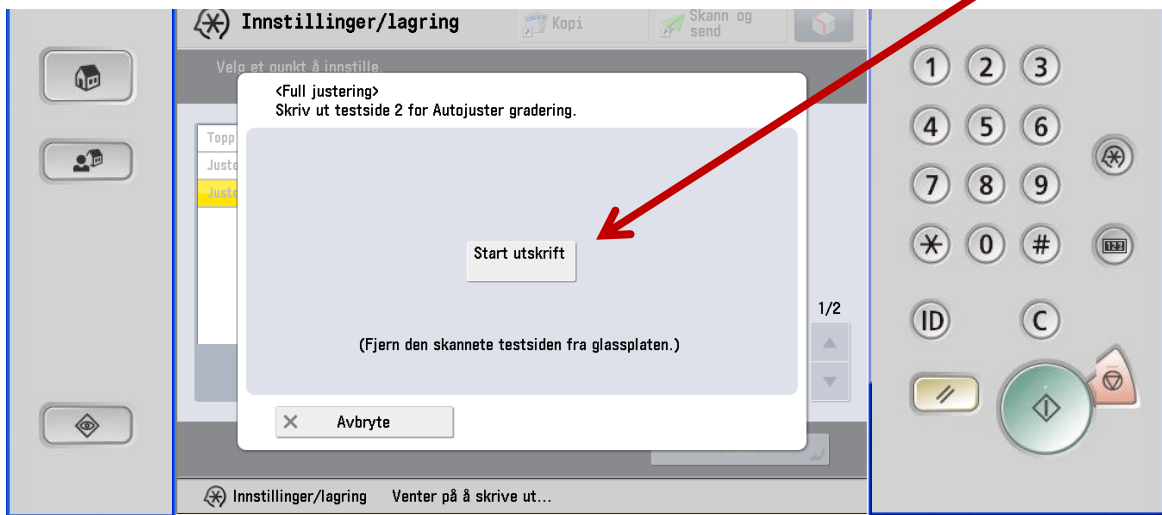 Innstillinger/lagring
Kopi
Skann og
send
Velg et punkt å innstille.
<Full justering>
Skriv ut testside 2 for Autojuster gradering.
Topp
Juste
Juste
Start utskrift
1/2
(Fjern den skannete testsiden fra glassplaten.)
Avbryte
Innstillinger/lagring Venter på å skrive ut...
1 2 3
4 5 6
7 8 9
0 #
123
ID C